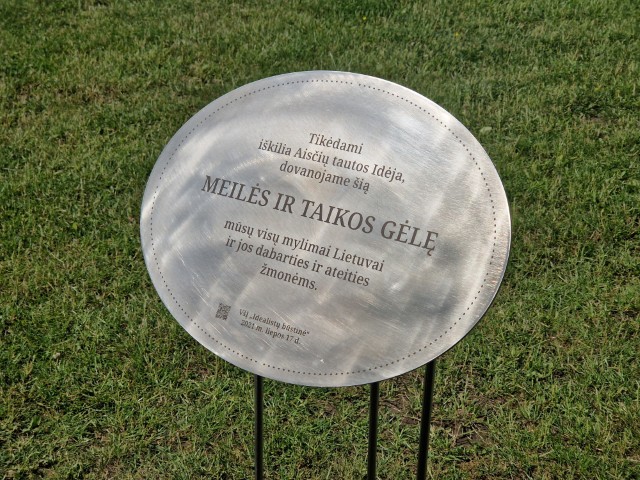 Tikėdami
iškilia Aisčių tautos Idėja,
dovanojame šią
MEILĖS IR TAIKOS GĖLĘ
mūsų visų mylimai Lietuvai
ir jos dabarties ir ateities
žmonėms.
VšĮ „Idealistų būstinė“
2021 m. liepos 17 d.